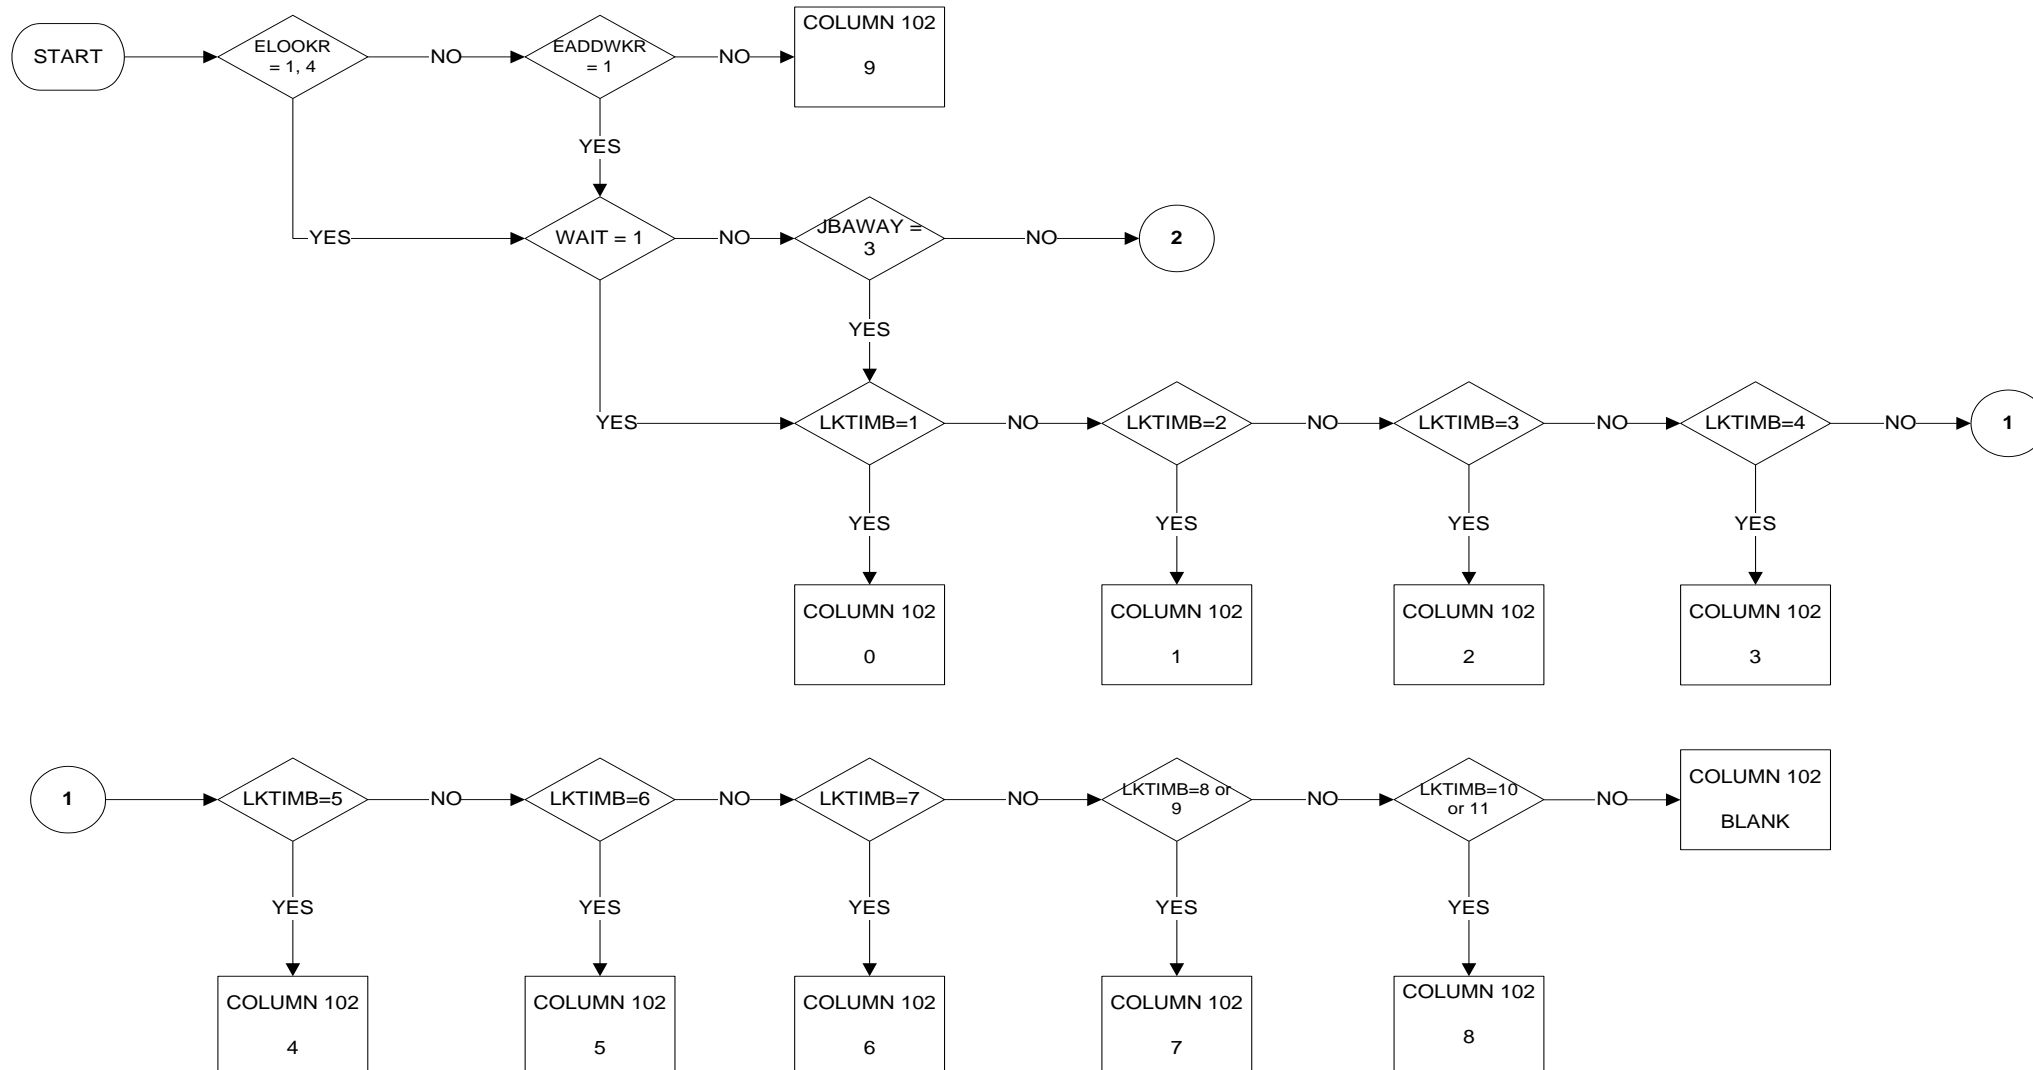 START
ELOOKR
= 1, 4
NO
EADDWKR
= 1
NO
COLUMN 102
9
YES
YES
WAIT = 1
NO
JBAWAY =
3
NO
2
YES
YES
LKTIMB=1
NO
LKTIMB=2
NO
LKTIMB=3
NO
LKTIMB=4
NO
1
YES
YES
YES
YES
COLUMN 102
0
COLUMN 102
1
COLUMN 102
2
COLUMN 102
3
1
LKTIMB=5
NO
LKTIMB=6
NO
LKTIMB=7
NO
LKTIMB=8 or
9
NO
LKTIMB=10
or 11
NO
COLUMN 102
BLANK
YES
YES
YES
YES
YES
COLUMN 102
4
COLUMN 102
5
COLUMN 102
6
COLUMN 102
7
COLUMN 102
8